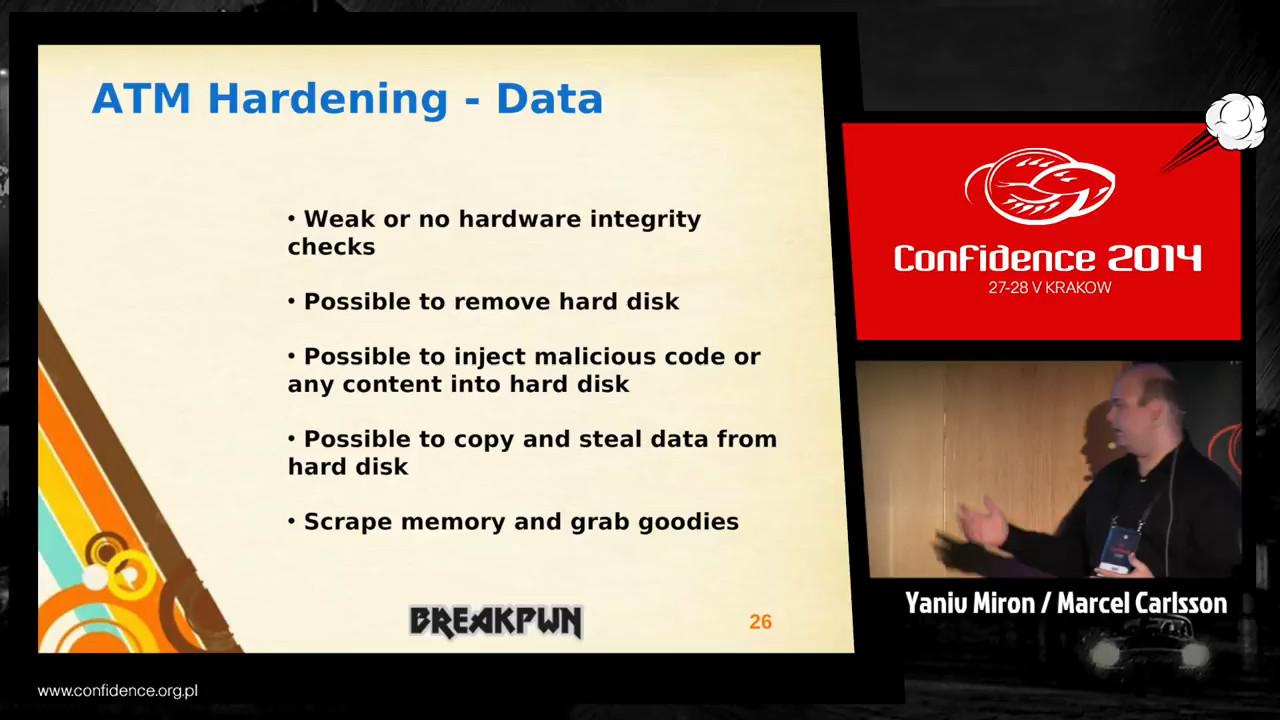 ATM Hardening - Data
• Weak or no hardware integrity
checks
• Possible to remove hard disk
• Possible to inject malicious code or
any content into hard disk
• Possible to copy and steal data from
hard disk
• Scrape memory and grab goodies
BREAKPWN
26
ConFidence 2014
27-28 V KRAKOW
Yaniv Miron / Marcel Carlsson
www.confidence.org.pl